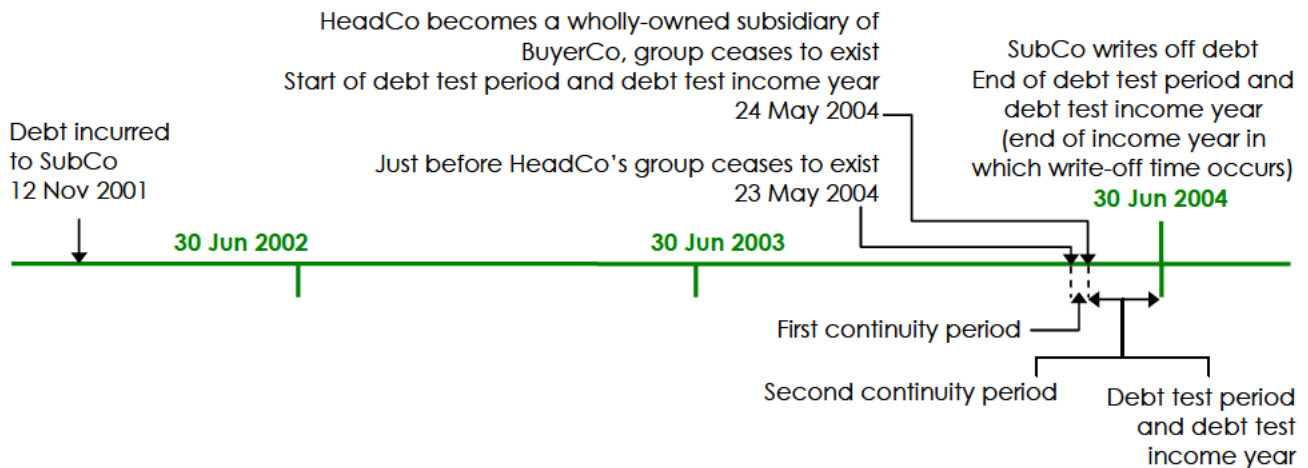 HeadCo becomes a wholly-owned subsidiary of
BuyerCo, group ceases to exist
Start of debt test period and debt test income year
24 May 2004
SubCo writes off debt
End of debt test period and
debt test income year
(end of income year in
which write-off time occurs)
30 Jun 2004
Debt incurred
to SubCo
12 Nov 2001
Just before HeadCo's group ceases to exist
23 May 2004
30 Jun 2002
30 Jun 2003
First continuity period
Second continuity period
Debt test period
and debt test
income year